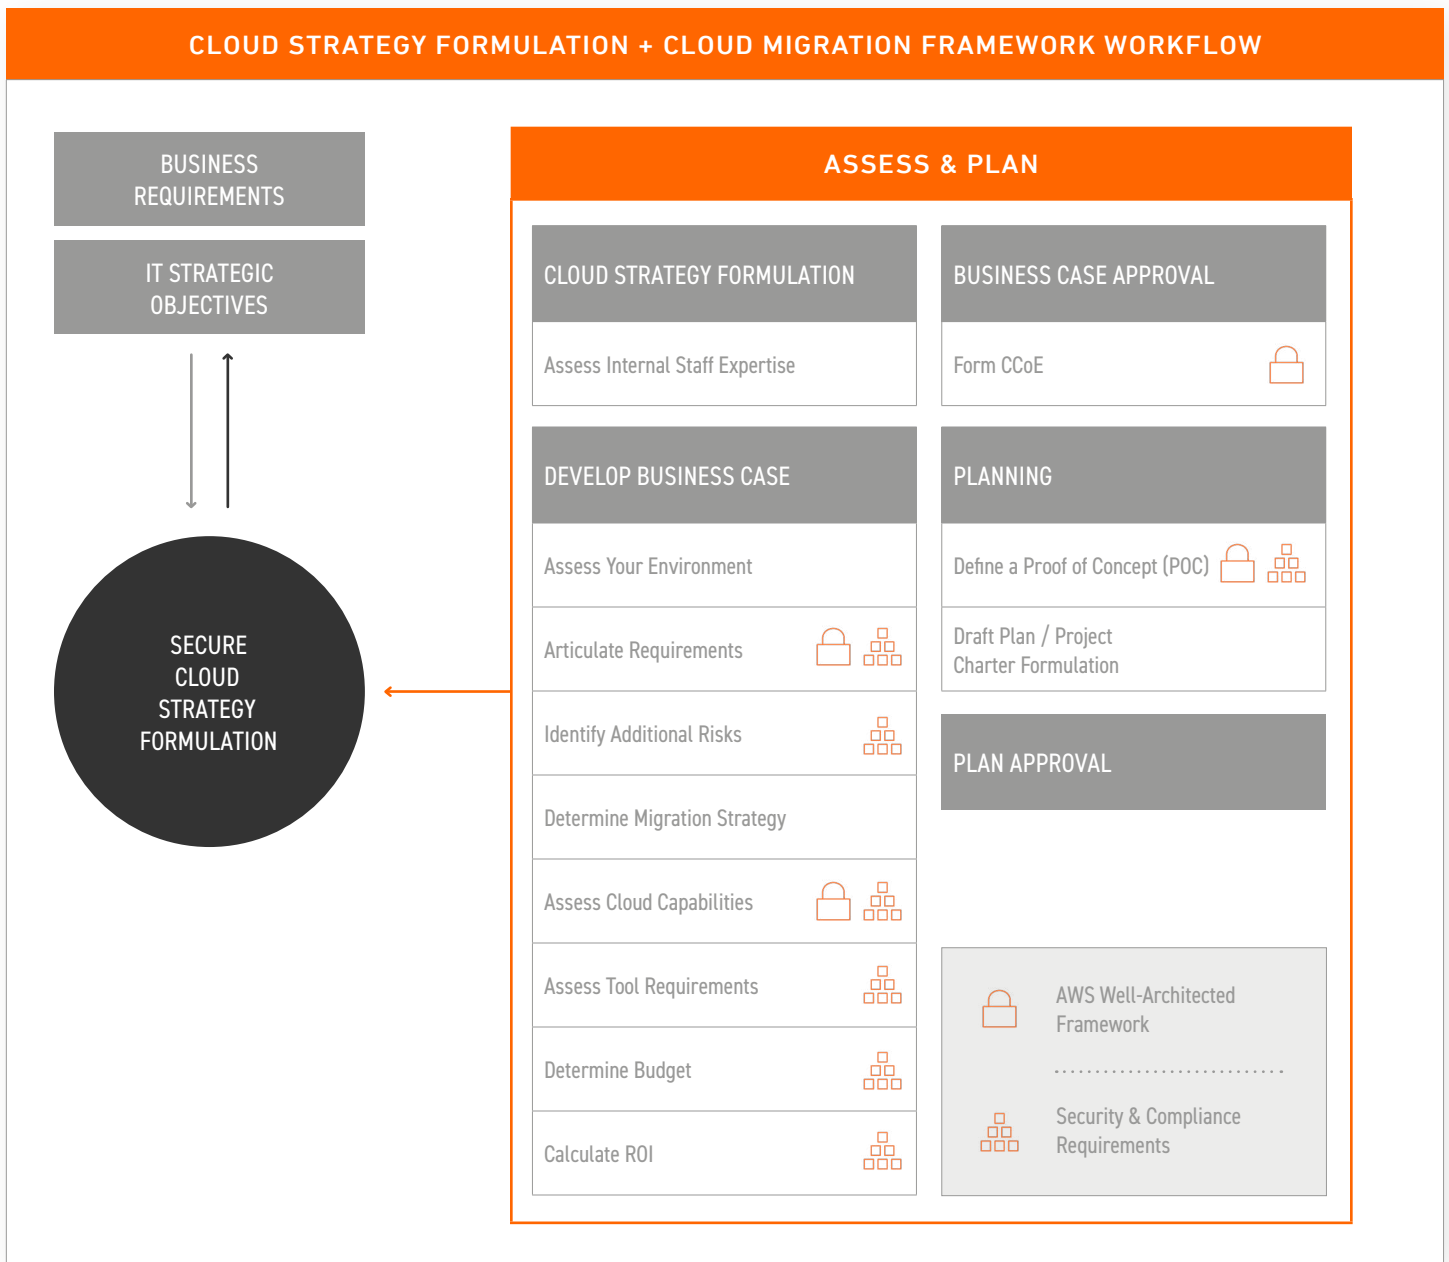 CLOUD STRATEGY FORMULATION + CLOUD MIGRATION FRAMEWORK WORKFLOW
BUSINESS
REQUIREMENTS
IT STRATEGIC
OBJECTIVES
SECURE
CLOUD
STRATEGY
FORMULATION
ASSESS & PLAN
CLOUD STRATEGY FORMULATION
Assess Internal Staff Expertise
DEVELOP BUSINESS CASE
Assess Your Environment
Articulate Requirements
Identify Additional Risks
Determine Migration Strategy
Assess Cloud Capabilities
Assess Tool Requirements
Determine Budget
Calculate ROI
BUSINESS CASE APPROVAL
Form CCoE
PLANNING
Define a Proof of Concept (POC)
Draft Plan / Project
Charter Formulation
PLAN APPROVAL
AWS Well-Architected
Framework
Security & Compliance
Requirements